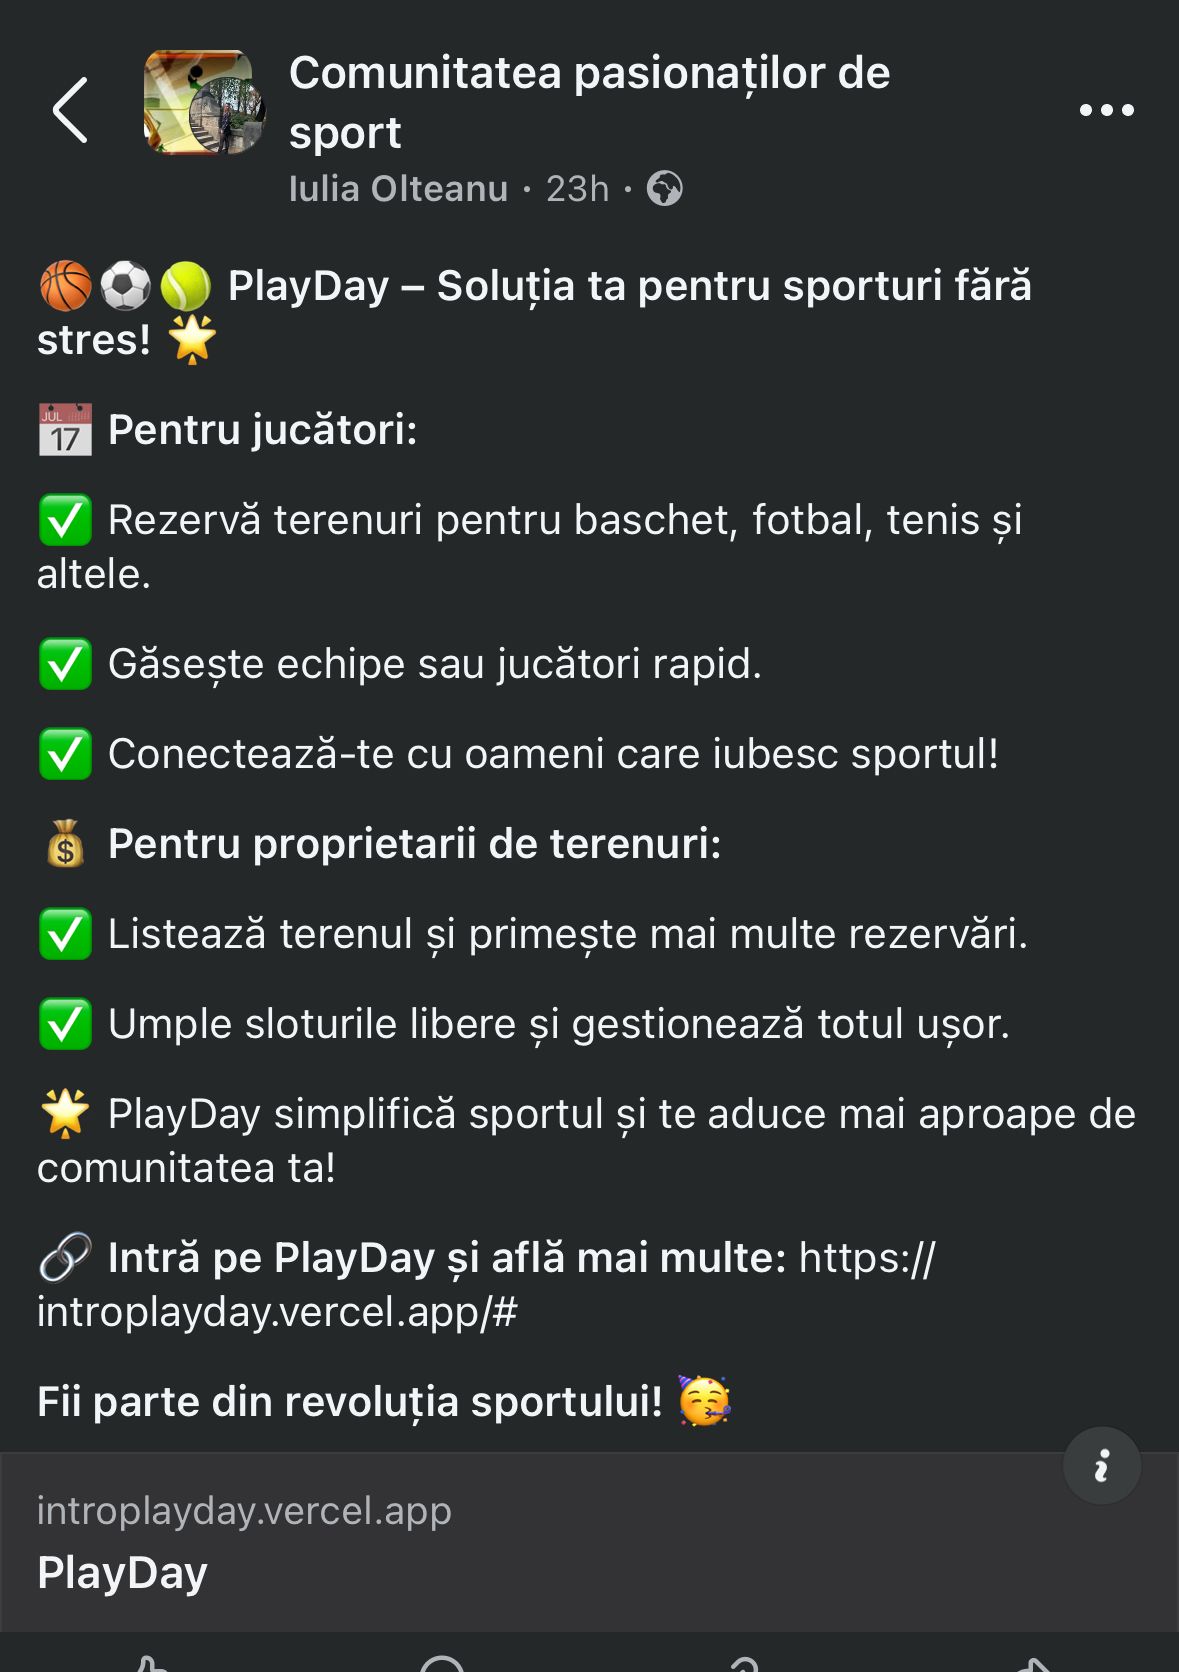 Comunitatea pasionaților de
sport
Iulia Olteanu · 23h ·
🏀⚽🎾 PlayDay – Soluția ta pentru sporturi fără
stres! 🌟
📅 Pentru jucători:
✅ Rezervă terenuri pentru baschet, fotbal, tenis și
altele.
✅ Găsește echipe sau jucători rapid.
✅ Conectează-te cu oameni care iubesc sportul!
💰 Pentru proprietarii de terenuri:
✅ Listează terenul și primește mai multe rezervări.
✅ Umple sloturile libere și gestionează totul ușor.
🌟 PlayDay simplifică sportul și te aduce mai aproape de
comunitatea ta!
🔗 Intră pe PlayDay și află mai multe: https://
introplayday.vercel.app/#
Fii parte din revoluția sportului! 🥳
introplayday.vercel.app
PlayDay